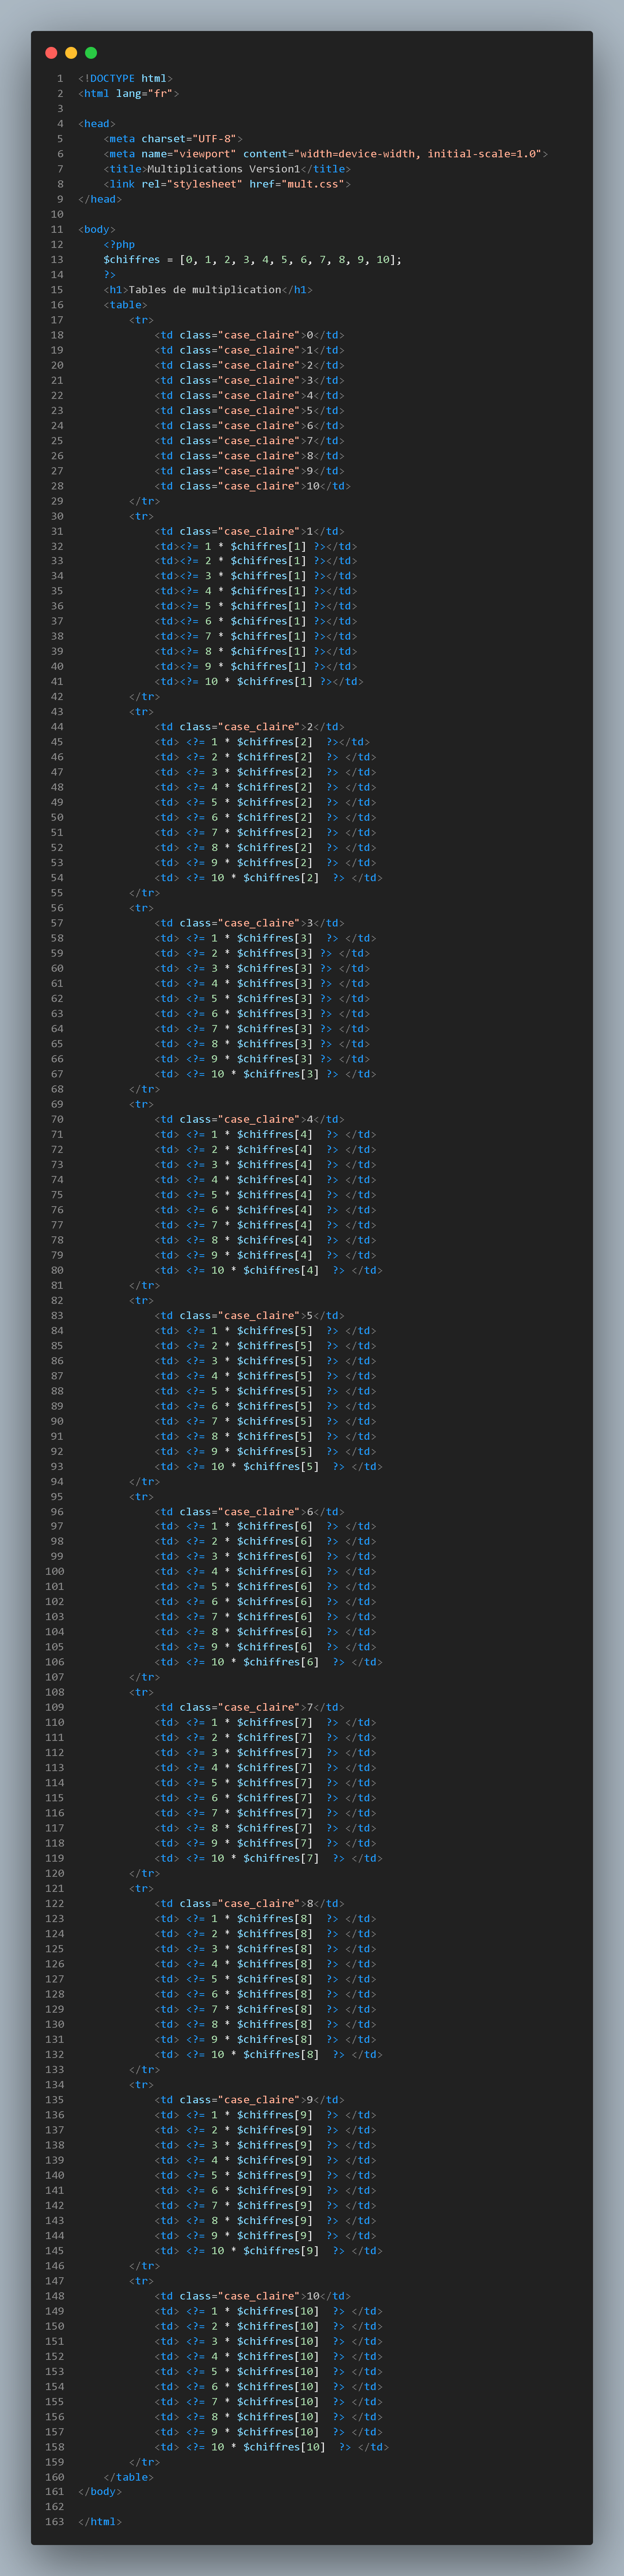 1 <!DOCTYPE html>
2 <html lang="fr">
3
4 <head>
5     <meta charset="UTF-8">
6     <meta name="viewport" content="width=device-width, initial-scale=1.0">
7     <title>Multiplications Version1</title>
8     <link rel="stylesheet" href="mult.css">
9 </head>
10
11 <body>
12     <?php
13     $chiffres = [0, 1, 2, 3, 4, 5, 6, 7, 8, 9, 10];
14     ?>
15     <h1>Tables de multiplication</h1>
16     <table>
17         <tr>
18             <td class="case_claire">0</td>
19             <td class="case_claire">1</td>
20             <td class="case_claire">2</td>
21             <td class="case_claire">3</td>
22             <td class="case_claire">4</td>
23             <td class="case_claire">5</td>
24             <td class="case_claire">6</td>
25             <td class="case_claire">7</td>
26             <td class="case_claire">8</td>
27             <td class="case_claire">9</td>
28             <td class="case_claire">10</td>
29         </tr>
30         <tr>
31             <td class="case_claire">1</td>
32             <td><?= 1 * $chiffres[1] ?></td>
33             <td><?= 2 * $chiffres[1] ?></td>
34             <td><?= 3 * $chiffres[1] ?></td>
35             <td><?= 4 * $chiffres[1] ?></td>
36             <td><?= 5 * $chiffres[1] ?></td>
37             <td><?= 6 * $chiffres[1] ?></td>
38             <td><?= 7 * $chiffres[1] ?></td>
39             <td><?= 8 * $chiffres[1] ?></td>
40             <td><?= 9 * $chiffres[1] ?></td>
41             <td><?= 10 * $chiffres[1] ?></td>
42         </tr>
43         <tr>
44             <td class="case_claire">2</td>
45             <td> <?= 1 * $chiffres[2]  ?></td>
46             <td> <?= 2 * $chiffres[2]  ?> </td>
47             <td> <?= 3 * $chiffres[2]  ?> </td>
48             <td> <?= 4 * $chiffres[2]  ?> </td>
49             <td> <?= 5 * $chiffres[2]  ?> </td>
50             <td> <?= 6 * $chiffres[2]  ?> </td>
51             <td> <?= 7 * $chiffres[2]  ?> </td>
52             <td> <?= 8 * $chiffres[2]  ?> </td>
53             <td> <?= 9 * $chiffres[2]  ?> </td>
54             <td> <?= 10 * $chiffres[2]  ?> </td>
55         </tr>
56         <tr>
57             <td class="case_claire">3</td>
58             <td> <?= 1 * $chiffres[3]  ?> </td>
59             <td> <?= 2 * $chiffres[3] ?> </td>
60             <td> <?= 3 * $chiffres[3] ?> </td>
61             <td> <?= 4 * $chiffres[3] ?> </td>
62             <td> <?= 5 * $chiffres[3] ?> </td>
63             <td> <?= 6 * $chiffres[3] ?> </td>
64             <td> <?= 7 * $chiffres[3] ?> </td>
65             <td> <?= 8 * $chiffres[3] ?> </td>
66             <td> <?= 9 * $chiffres[3] ?> </td>
67             <td> <?= 10 * $chiffres[3] ?> </td>
68         </tr>
69         <tr>
70             <td class="case_claire">4</td>
71             <td> <?= 1 * $chiffres[4]  ?> </td>
72             <td> <?= 2 * $chiffres[4]  ?> </td>
73             <td> <?= 3 * $chiffres[4]  ?> </td>
74             <td> <?= 4 * $chiffres[4]  ?> </td>
75             <td> <?= 5 * $chiffres[4]  ?> </td>
76             <td> <?= 6 * $chiffres[4]  ?> </td>
77             <td> <?= 7 * $chiffres[4]  ?> </td>
78             <td> <?= 8 * $chiffres[4]  ?> </td>
79             <td> <?= 9 * $chiffres[4]  ?> </td>
80             <td> <?= 10 * $chiffres[4]  ?> </td>
81         </tr>
82         <tr>
83             <td class="case_claire">5</td>
84             <td> <?= 1 * $chiffres[5]  ?> </td>
85             <td> <?= 2 * $chiffres[5]  ?> </td>
86             <td> <?= 3 * $chiffres[5]  ?> </td>
87             <td> <?= 4 * $chiffres[5]  ?> </td>
88             <td> <?= 5 * $chiffres[5]  ?> </td>
89             <td> <?= 6 * $chiffres[5]  ?> </td>
90             <td> <?= 7 * $chiffres[5]  ?> </td>
91             <td> <?= 8 * $chiffres[5]  ?> </td>
92             <td> <?= 9 * $chiffres[5]  ?> </td>
93             <td> <?= 10 * $chiffres[5]  ?> </td>
94         </tr>
95         <tr>
96             <td class="case_claire">6</td>
97             <td> <?= 1 * $chiffres[6]  ?> </td>
98             <td> <?= 2 * $chiffres[6]  ?> </td>
99             <td> <?= 3 * $chiffres[6]  ?> </td>
100             <td> <?= 4 * $chiffres[6]  ?> </td>
101             <td> <?= 5 * $chiffres[6]  ?> </td>
102             <td> <?= 6 * $chiffres[6]  ?> </td>
103             <td> <?= 7 * $chiffres[6]  ?> </td>
104             <td> <?= 8 * $chiffres[6]  ?> </td>
105             <td> <?= 9 * $chiffres[6]  ?> </td>
106             <td> <?= 10 * $chiffres[6]  ?> </td>
107         </tr>
108         <tr>
109             <td class="case_claire">7</td>
110             <td> <?= 1 * $chiffres[7]  ?> </td>
111             <td> <?= 2 * $chiffres[7]  ?> </td>
112             <td> <?= 3 * $chiffres[7]  ?> </td>
113             <td> <?= 4 * $chiffres[7]  ?> </td>
114             <td> <?= 5 * $chiffres[7]  ?> </td>
115             <td> <?= 6 * $chiffres[7]  ?> </td>
116             <td> <?= 7 * $chiffres[7]  ?> </td>
117             <td> <?= 8 * $chiffres[7]  ?> </td>
118             <td> <?= 9 * $chiffres[7]  ?> </td>
119             <td> <?= 10 * $chiffres[7]  ?> </td>
120         </tr>
121         <tr>
122             <td class="case_claire">8</td>
123             <td> <?= 1 * $chiffres[8]  ?> </td>
124             <td> <?= 2 * $chiffres[8]  ?> </td>
125             <td> <?= 3 * $chiffres[8]  ?> </td>
126             <td> <?= 4 * $chiffres[8]  ?> </td>
127             <td> <?= 5 * $chiffres[8]  ?> </td>
128             <td> <?= 6 * $chiffres[8]  ?> </td>
129             <td> <?= 7 * $chiffres[8]  ?> </td>
130             <td> <?= 8 * $chiffres[8]  ?> </td>
131             <td> <?= 9 * $chiffres[8]  ?> </td>
132             <td> <?= 10 * $chiffres[8]  ?> </td>
133         </tr>
134         <tr>
135             <td class="case_claire">9</td>
136             <td> <?= 1 * $chiffres[9]  ?> </td>
137             <td> <?= 2 * $chiffres[9]  ?> </td>
138             <td> <?= 3 * $chiffres[9]  ?> </td>
139             <td> <?= 4 * $chiffres[9]  ?> </td>
140             <td> <?= 5 * $chiffres[9]  ?> </td>
141             <td> <?= 6 * $chiffres[9]  ?> </td>
142             <td> <?= 7 * $chiffres[9]  ?> </td>
143             <td> <?= 8 * $chiffres[9]  ?> </td>
144             <td> <?= 9 * $chiffres[9]  ?> </td>
145             <td> <?= 10 * $chiffres[9]  ?> </td>
146         </tr>
147         <tr>
148             <td class="case_claire">10</td>
149             <td> <?= 1 * $chiffres[10]  ?> </td>
150             <td> <?= 2 * $chiffres[10]  ?> </td>
151             <td> <?= 3 * $chiffres[10]  ?> </td>
152             <td> <?= 4 * $chiffres[10]  ?> </td>
153             <td> <?= 5 * $chiffres[10]  ?> </td>
154             <td> <?= 6 * $chiffres[10]  ?> </td>
155             <td> <?= 7 * $chiffres[10]  ?> </td>
156             <td> <?= 8 * $chiffres[10]  ?> </td>
157             <td> <?= 9 * $chiffres[10]  ?> </td>
158             <td> <?= 10 * $chiffres[10]  ?> </td>
159         </tr>
160     </table>
161 </body>
162
163 </html>